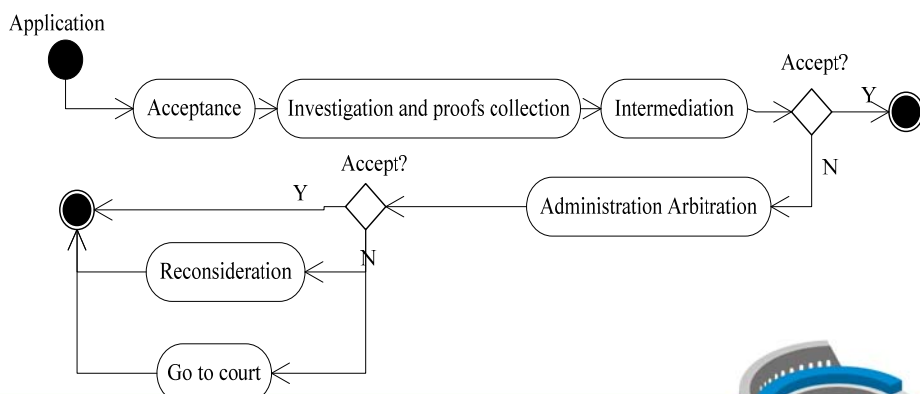 Application
Accept?
Acceptance
Investigation and proofs collection
Intermediation
Y
N
Accept?
Y
Administration Arbitration
N
Reconsideration
Go to court